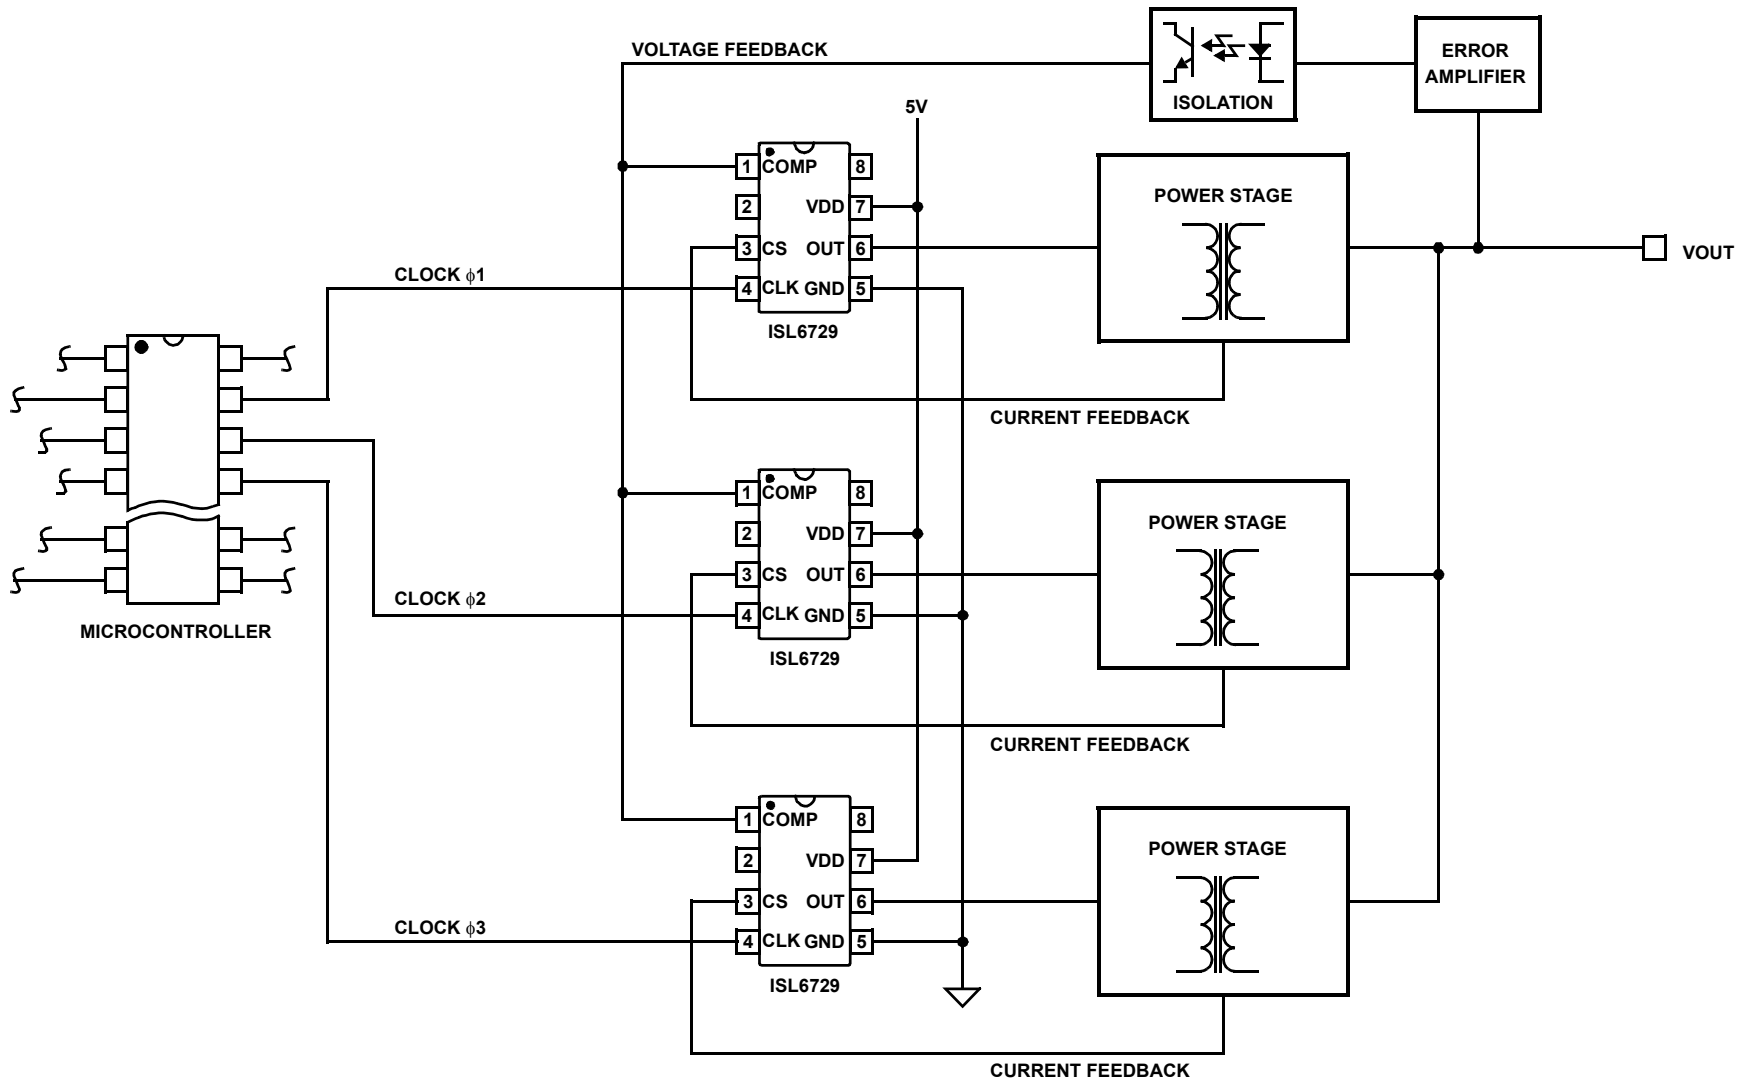 VOLTAGE FEEDBACK
ISOLATION
ERROR
AMPLIFIER
5V
1 COMP 8
2 VDD 7
3 CS OUT 6
4 CLK GND 5
ISL6729
POWER STAGE
VOUT
CLOCK ϕ1
CURRENT FEEDBACK
MICROCONTROLLER
1 COMP 8
2 VDD 7
3 CS OUT 6
4 CLK GND 5
ISL6729
POWER STAGE
CLOCK ϕ2
CURRENT FEEDBACK
1 COMP 8
2 VDD 7
3 CS OUT 6
4 CLK GND 5
ISL6729
POWER STAGE
CLOCK ϕ3
CURRENT FEEDBACK